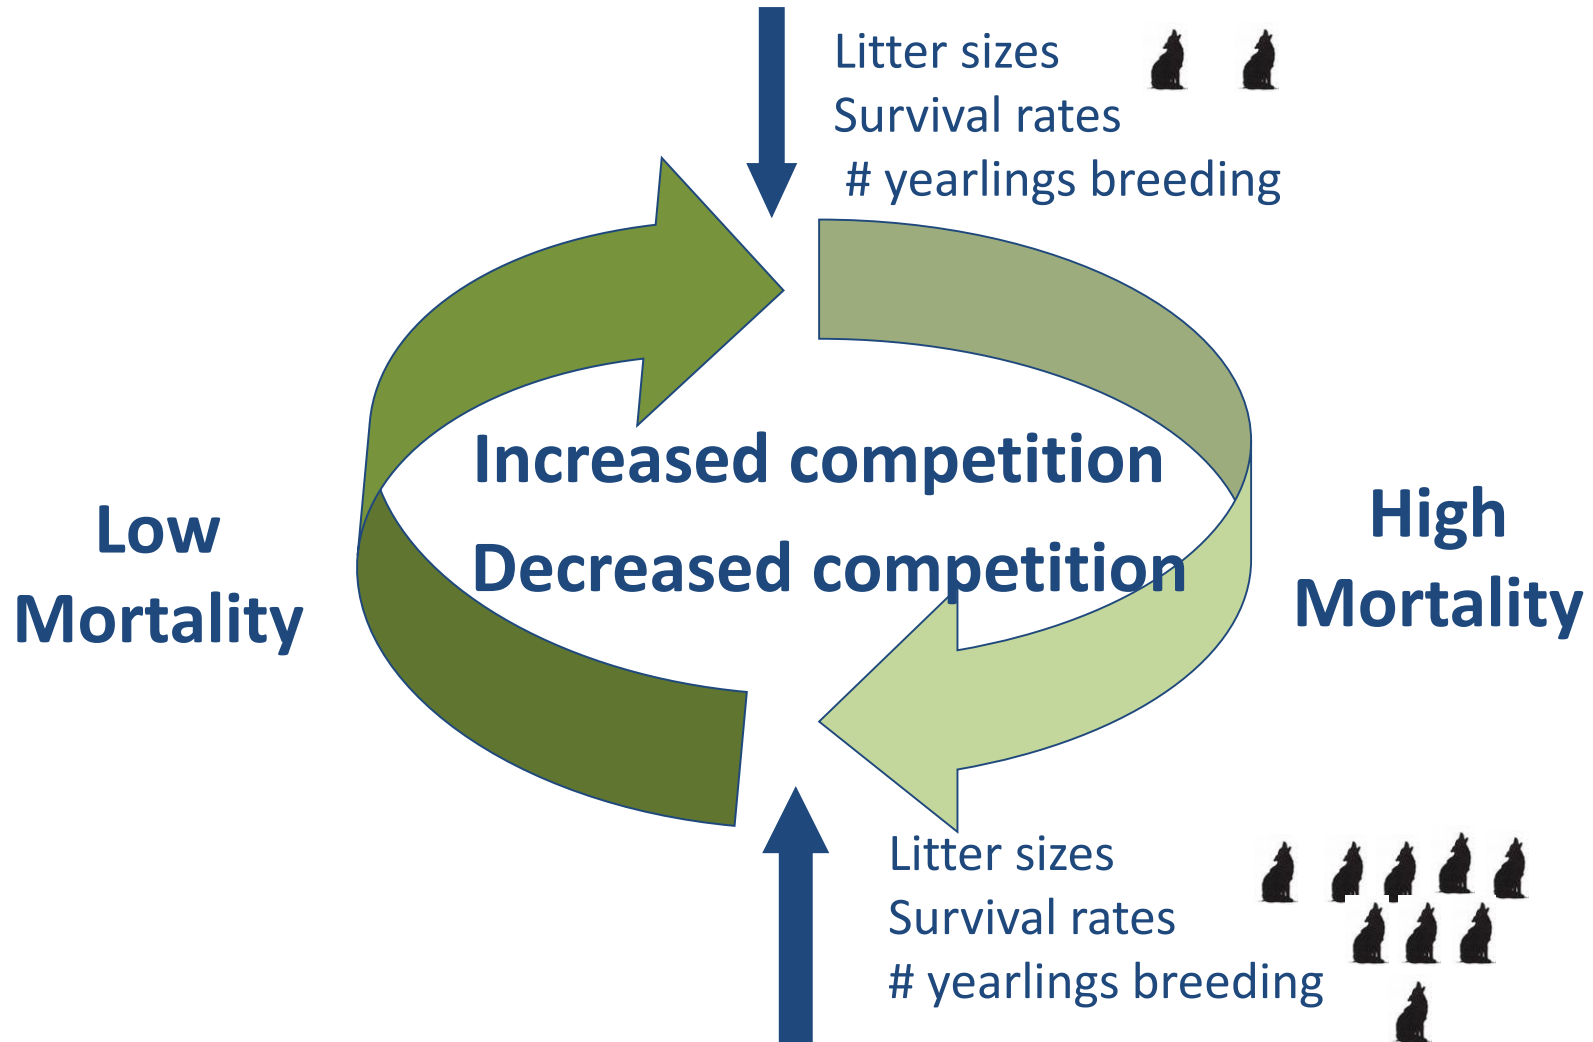 Litter sizes
Survival rates
# yearlings breeding
Increased competition
Decreased competition
Low
Mortality
High
Mortality
Litter sizes
Survival rates
# yearlings breeding